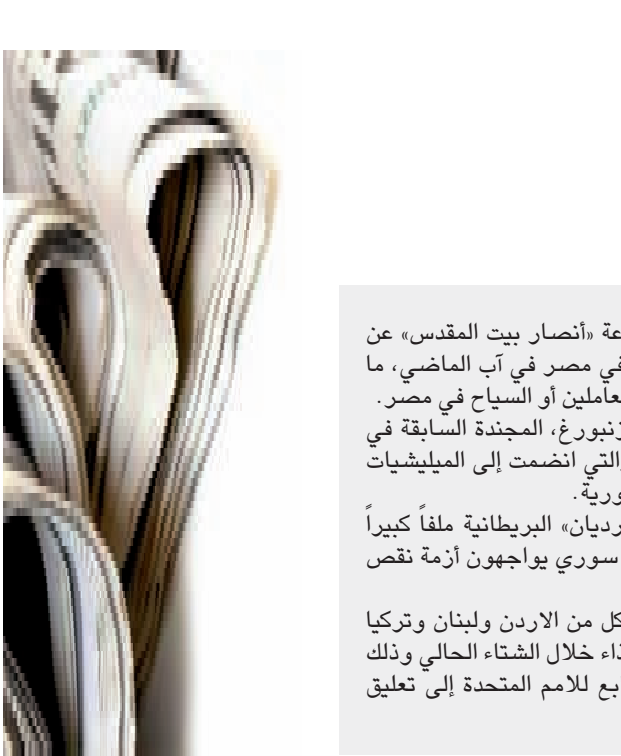 عة «أنصار بيت المقدس» عن
في مصر في آب الماضي، ما
عاملين أو السياح في مصر.
زنبورغ، المجندة السابقة في
التي انضمت إلى الميليشيات
ورية.
رديان» البريطانية ملفاً كبيراً
سوري يواجهون أزمة نقص
كل من الاردن ولبنان وتركيا
ذاء خلال الشتاء الحالي وذلك
بع للامم المتحدة إلى تعليق